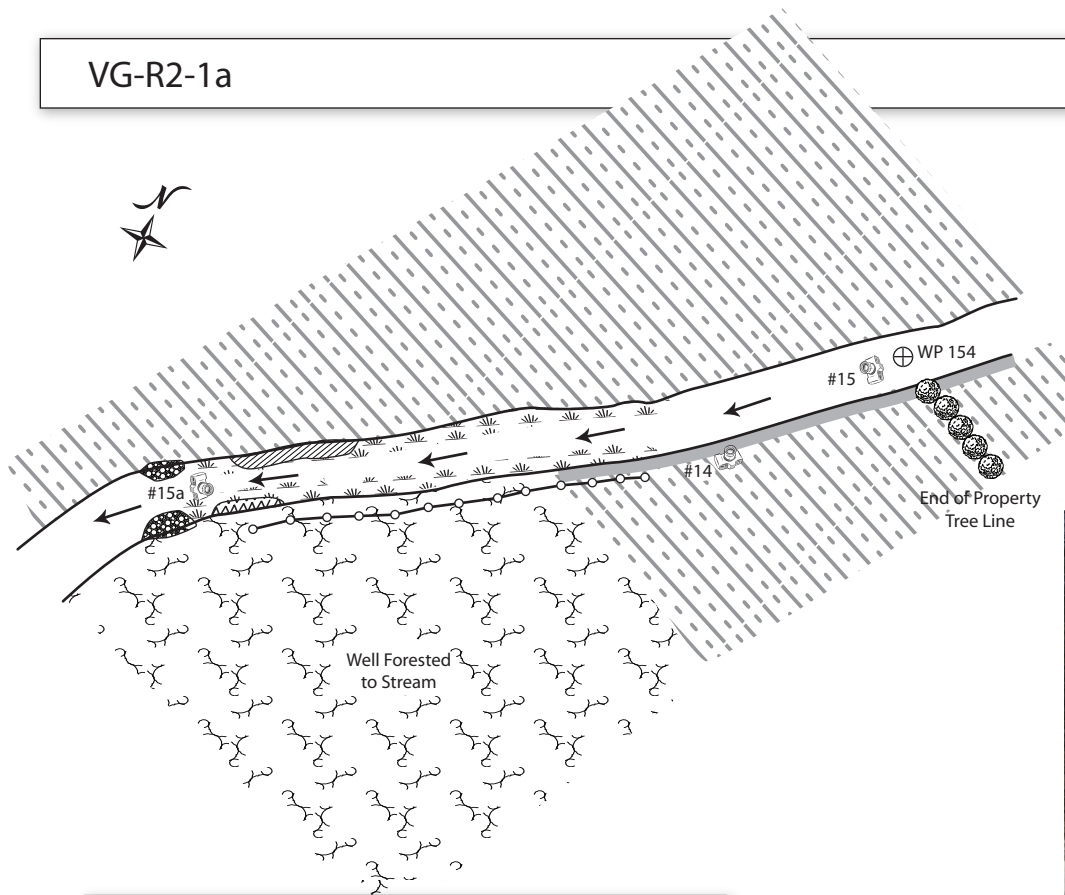 VG-R2-1a
N
WP 154
#15
#14
#15a
End of Property
Tree Line
Well Forested
to Stream